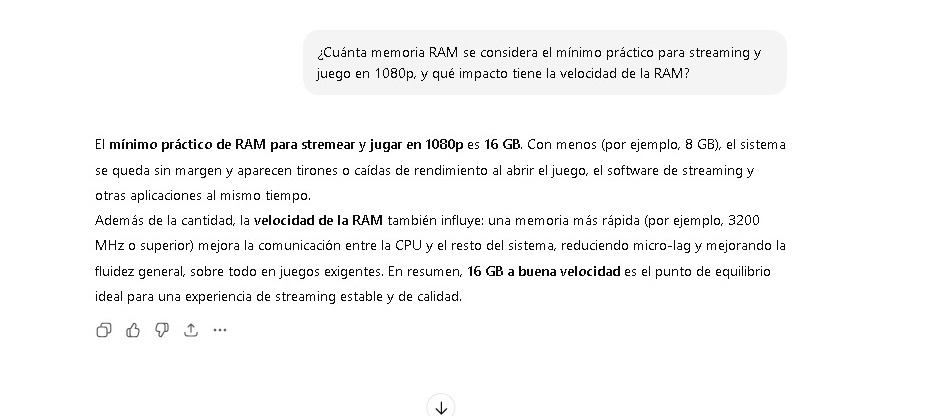 ¿Cuánta memoria RAM se considera el mínimo práctico para streaming y
juego en 1080p, y qué impacto tiene la velocidad de la RAM?
El mínimo práctico de RAM para stremear y jugar en 1080p es 16 GB. Con menos (por ejemplo, 8 GB), el sistema
se queda sin margen y aparecen tirones o caídas de rendimiento al abrir el juego, el software de streaming y
otras aplicaciones al mismo tiempo.
Además de la cantidad, la velocidad de la RAM también influye: una memoria más rápida (por ejemplo, 3200
MHz o superior) mejora la comunicación entre la CPU y el resto del sistema, reduciendo micro-lag y mejorando la
fluidez general, sobre todo en juegos exigentes. En resumen, 16 GB a buena velocidad es el punto de equilibrio
ideal para una experiencia de streaming estable y de calidad.